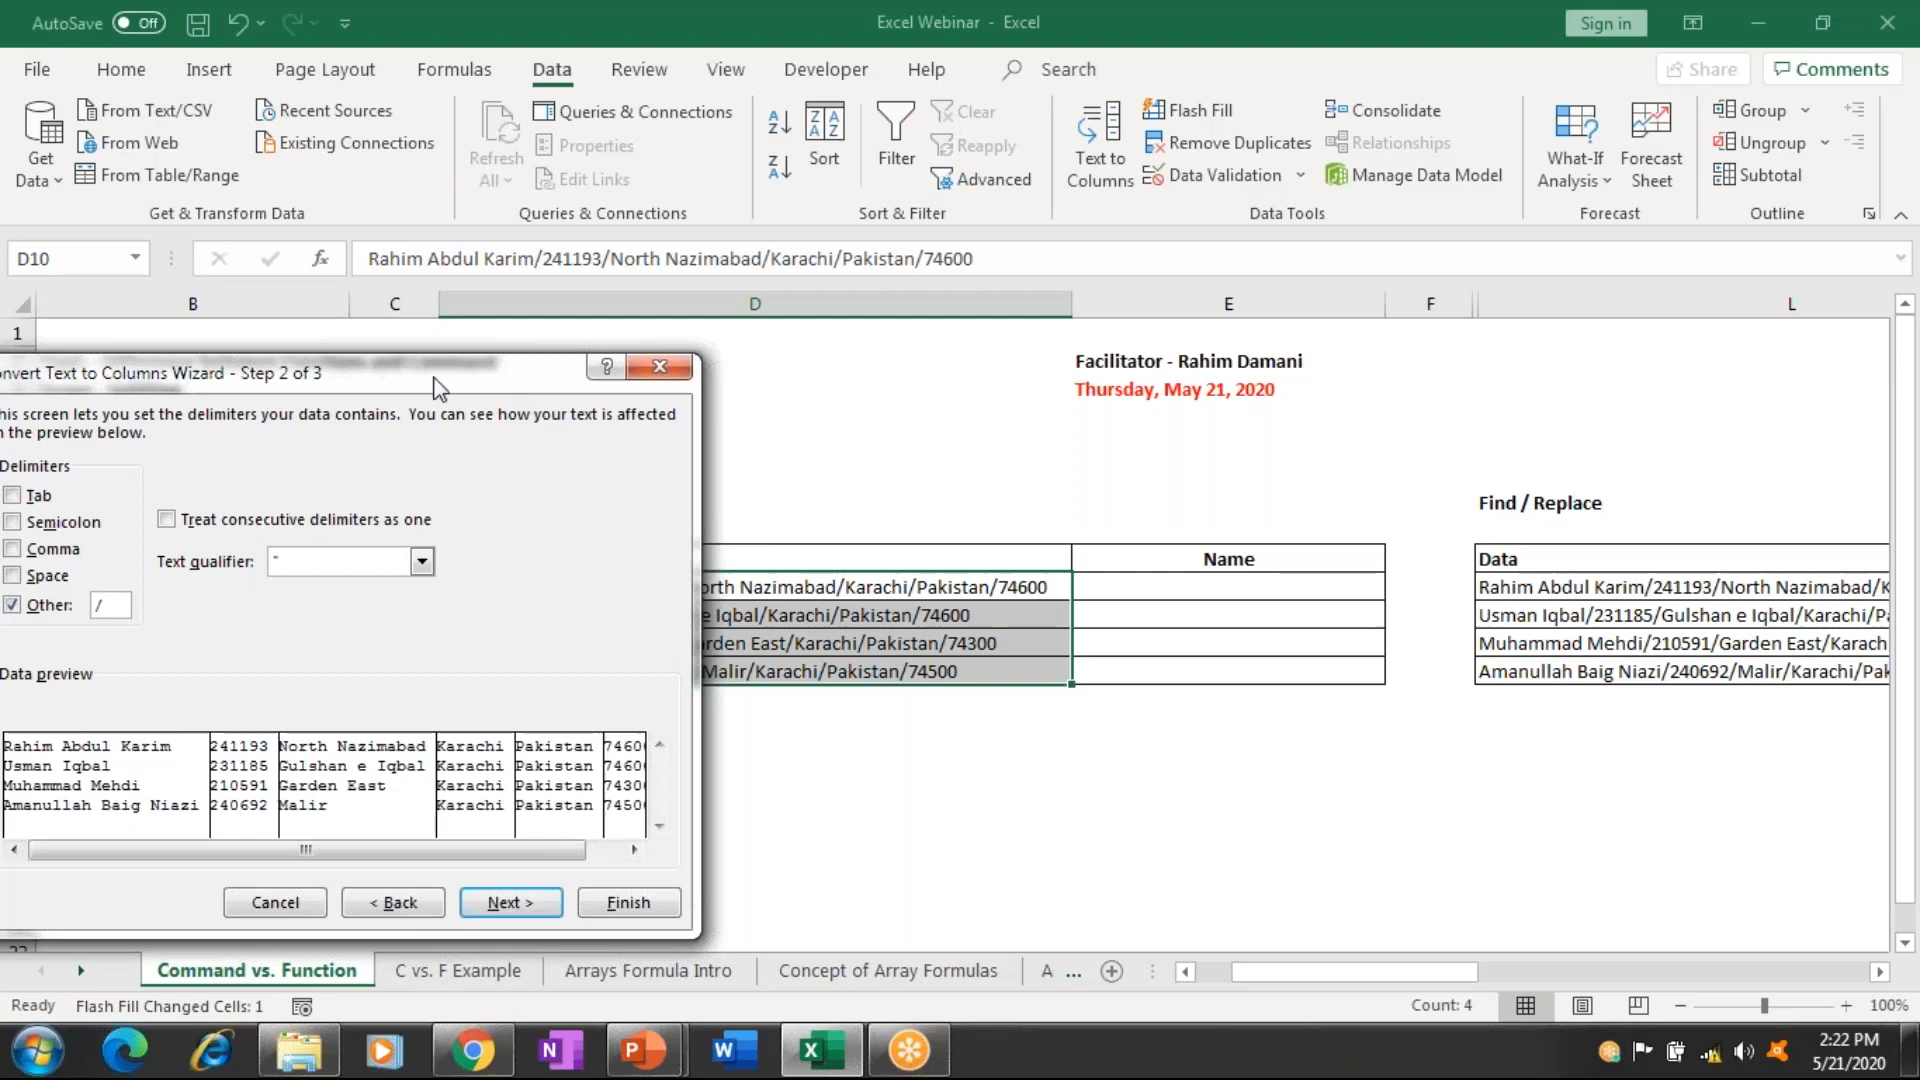 AutoSave Off
Excel Webinar - Excel
Sign in
File Home Insert Page Layout Formulas Data Review View Developer Help Search
Share Comments
Get Data
From Text/CSV
From Web
From Table/Range
Recent Sources
Existing Connections
Get & Transform Data
Refresh All
Queries & Connections
Properties
Edit Links
Queries & Connections
Sort
Filter
Clear
Reapply
Advanced
Sort & Filter
Text to Columns
Flash Fill
Remove Duplicates
Data Validation
Consolidate
Relationships
Manage Data Model
Data Tools
What-If Analysis
Forecast Sheet
Forecast
Group
Ungroup
Subtotal
Outline
D10 fx Rahim Abdul Karim/241193/North Nazimabad/Karachi/Pakistan/74600
B C D E F L
1
Facilitator - Rahim Damani
Thursday, May 21, 2020
nvert Text to Columns Wizard - Step 2 of 3
his screen lets you set the delimiters your data contains. You can see how your text is affected
the preview below.
Delimiters
Tab
Semicolon
Comma
Space
Other: /
Treat consecutive delimiters as one
Text qualifier: "
Data preview
Rahim Abdul Karim 241193 North Nazimabad Karachi Pakistan 7460
Usman Iqbal 231185 Gulshan e Iqbal Karachi Pakistan 7460
Muhammad Mehdi 210591 Garden East Karachi Pakistan 7430
Amanullah Baig Niazi 240692 Malir Karachi Pakistan 7450
Cancel < Back Next > Finish
Find / Replace
Name
Data
orth Nazimabad/Karachi/Pakistan/74600
e Iqbal/Karachi/Pakistan/74600
rden East/Karachi/Pakistan/74300
Malir/Karachi/Pakistan/74500
Rahim Abdul Karim/241193/North Nazimabad/K
Usman Iqbal/231185/Gulshan e Iqbal/Karachi/Pa
Muhammad Mehdi/210591/Garden East/Karach
Amanullah Baig Niazi/240692/Malir/Karachi/Pak
Command vs. Function C vs. F Example Arrays Formula Intro Concept of Array Formulas A ...
Ready Flash Fill Changed Cells: 1
Count: 4
100%
2:22 PM
5/21/2020